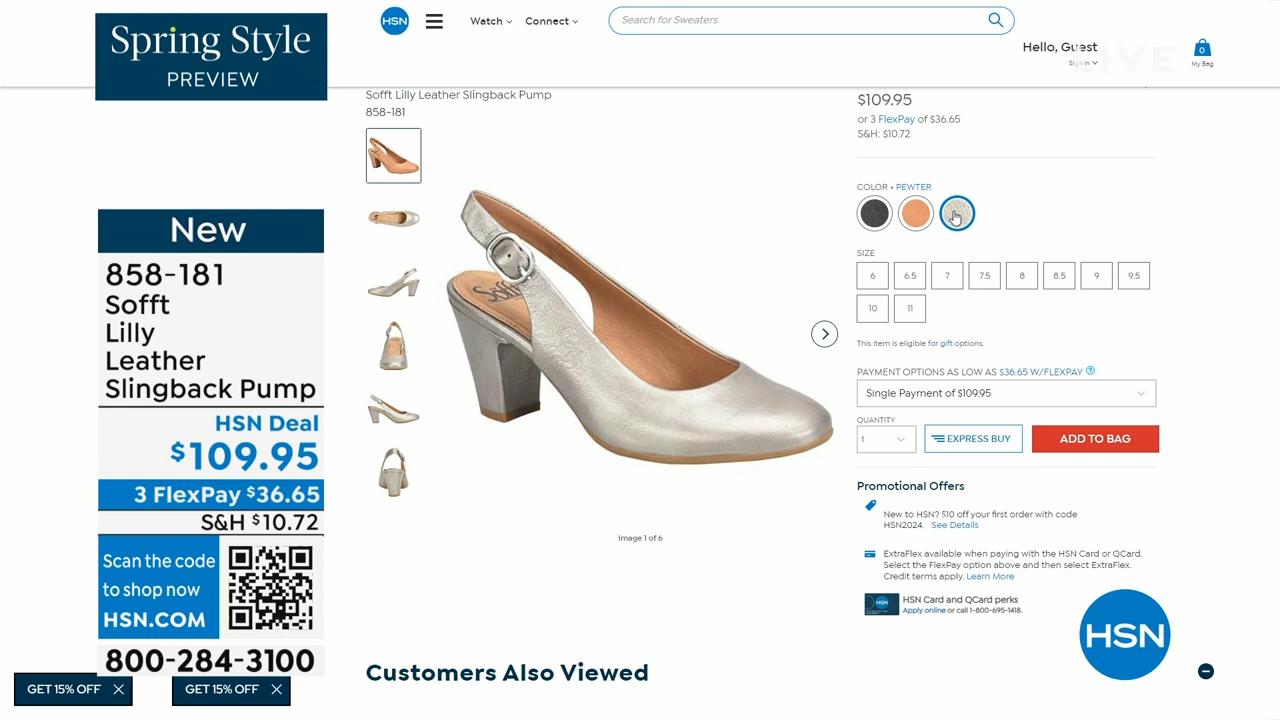 Spring Style
PREVIEW
HSN
Watch
Connect
Search for Sweaters
Hello, Guest
Sign In
LIVE
0
My Bag
New
858-181
Sofft
Lilly
Leather
Slingback Pump
HSN Deal
$109.95
3 FlexPay $36.65
S&H $10.72
Scan the code
to shop now
HSN.COM
800-284-3100
GET 15% OFF
GET 15% OFF
Sofft Lilly Leather Slingback Pump
858-181
Sofft
Image 1 of 6
$109.95
or 3 FlexPay of $36.65
S&H: $10.72
COLOR • PEWTER
SIZE
6 6.5 7 7.5 8 8.5 9 9.5
10 11
This item is eligible for gift options.
PAYMENT OPTIONS AS LOW AS $36.65 W/FLEXPAY ?
Single Payment of $109.95
QUANTITY
1
EXPRESS BUY
ADD TO BAG
Promotional Offers
New to HSN? $10 off your first order with code
HSN2024. See Details
ExtraFlex available when paying with the HSN Card or QCard.
Select the FlexPay option above and then select ExtraFlex.
Credit terms apply. Learn More
HSN
HSN Card and QCard perks
Apply online or call 1-800-695-1418.
HSN
Customers Also Viewed